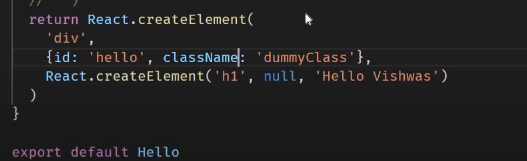 //    )
return React.createElement(
'div',
{id: 'hello', className: 'dummyClass'},
React.createElement('h1', null, 'Hello Vishwas')
)
}
export default Hello